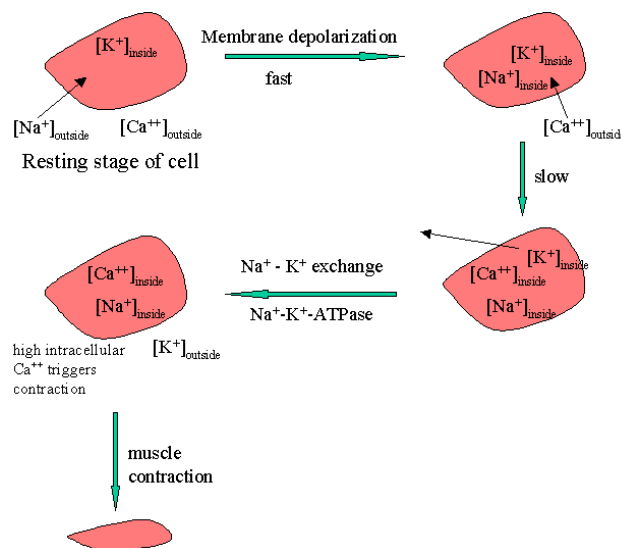 [K⁺]inside
Membrane depolarization
fast
[Na⁺]outside
[Ca⁺⁺]outside
Resting stage of cell
[K⁺]inside
[Na⁺]inside
[Ca⁺⁺]outsid
slow
[K⁺]inside
[Ca⁺⁺]inside
[Na⁺]inside
Na⁺ - K⁺ exchange
Na⁺-K⁺-ATPase
[Ca⁺⁺]inside
[Na⁺]inside
[K⁺]outside
high intracellular
Ca⁺⁺ triggers
contraction
muscle
contraction